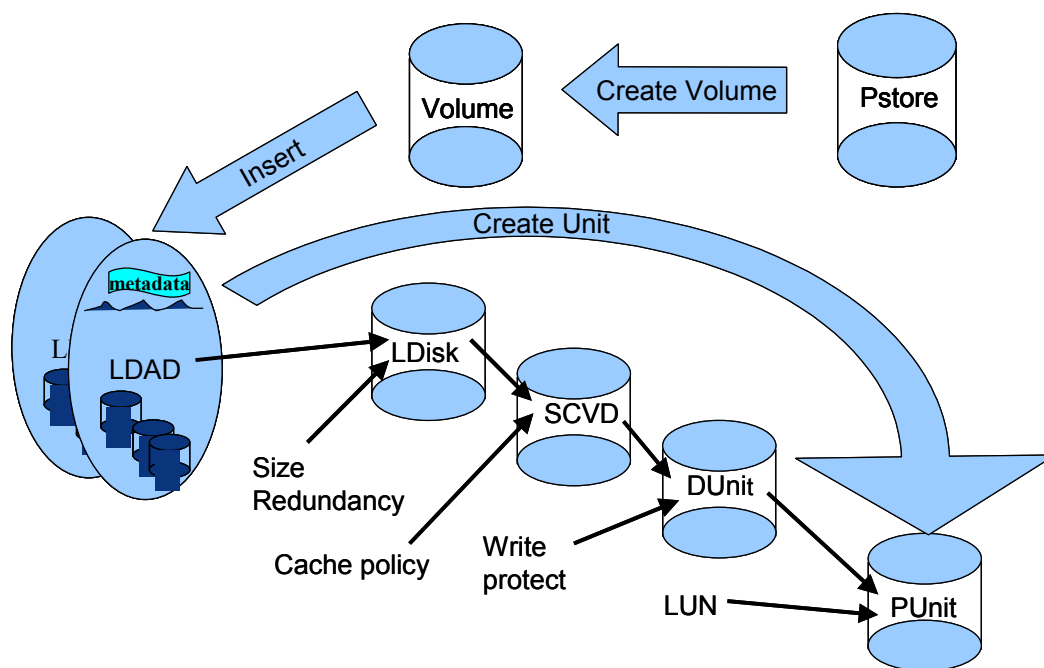 Volume
Create Volume
Pstore
Insert
Create Unit
metadata
L
LDAD
LDisk
SCVD
Size
Redundancy
DUnit
Cache policy
Write
protect
LUN
PUnit